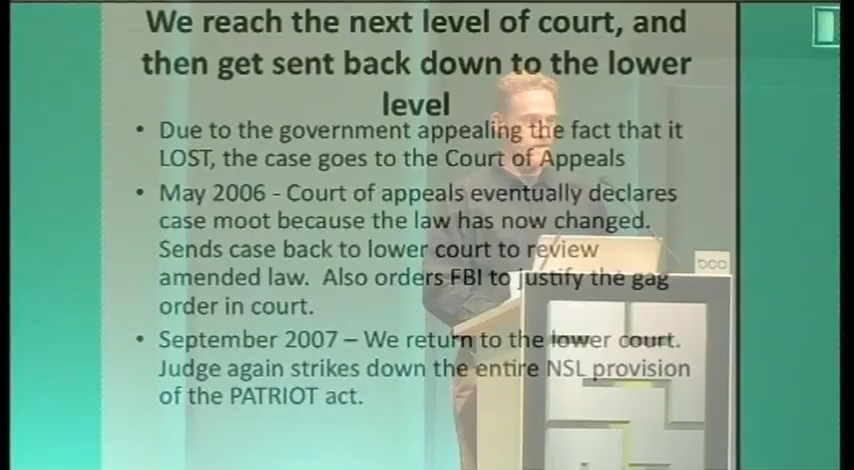 We reach the next level of court, and
then get sent back down to the lower
level
• Due to the government appealing the fact that it
LOST, the case goes to the Court of Appeals
• May 2006 - Court of appeals eventually declares
case moot because the law has now changed.
Sends case back to lower court to review
amended law. Also orders FBI to justify the gag
order in court.
• September 2007 – We return to the lower court.
Judge again strikes down the entire NSL provision
of the PATRIOT act.
bcc